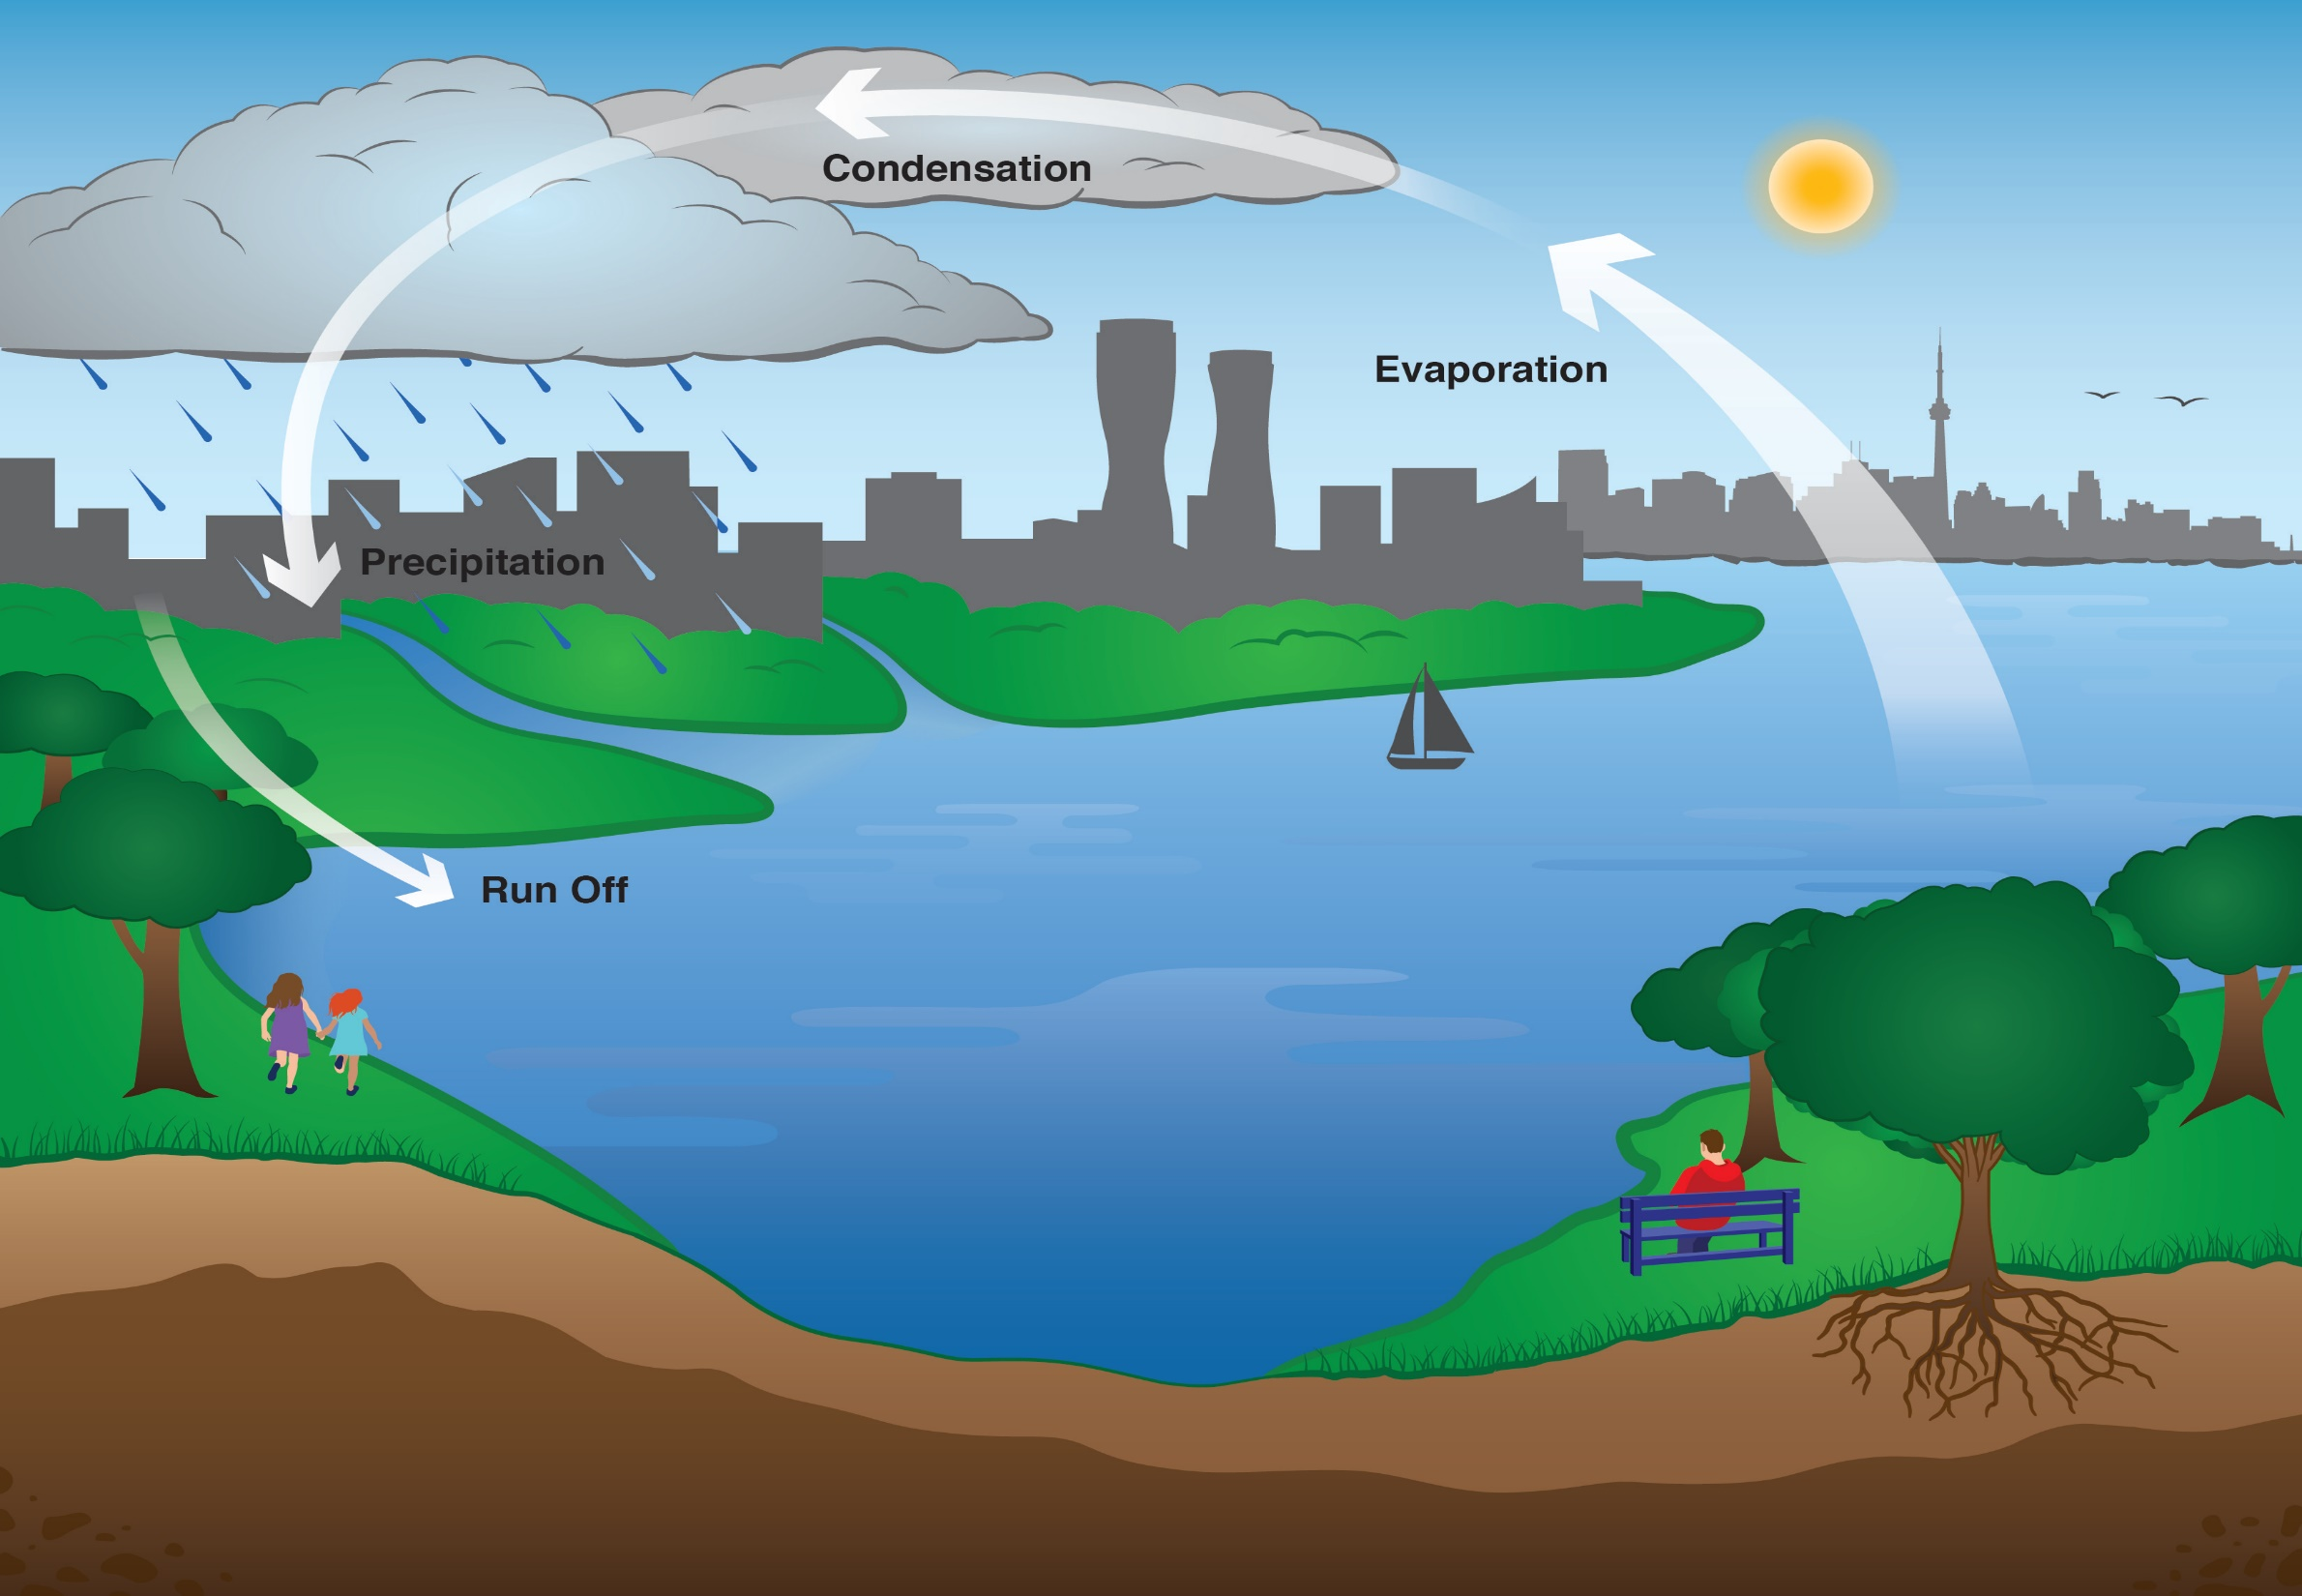 Condensation
Evaporation
Precipitation
Run Off